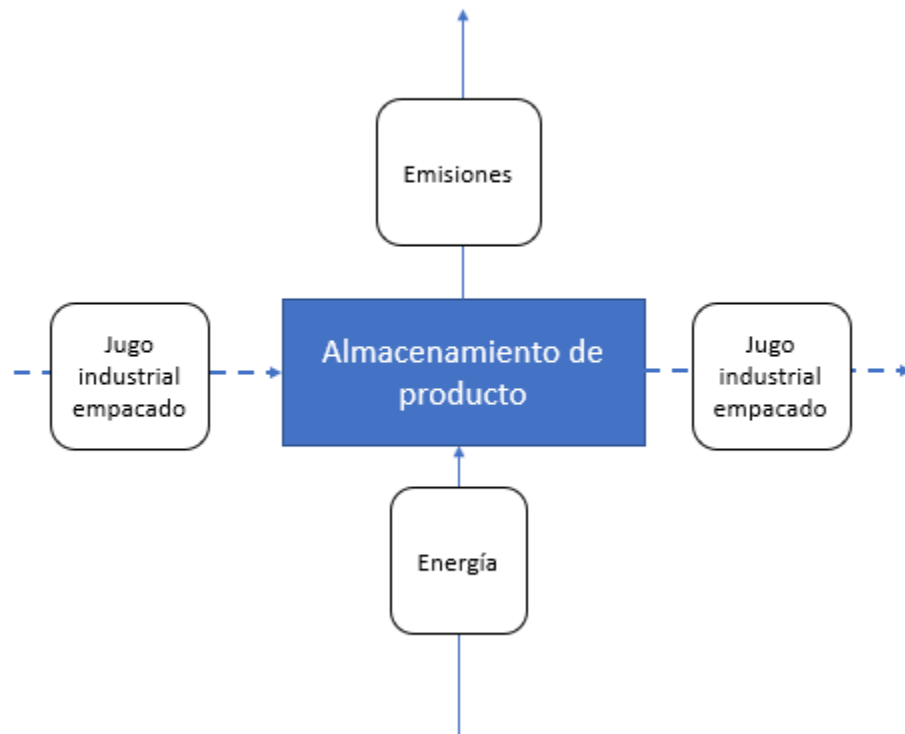 Emisiones
Jugo
industrial
empacado
Almacenamiento de
producto
Jugo
industrial
empacado
Energía